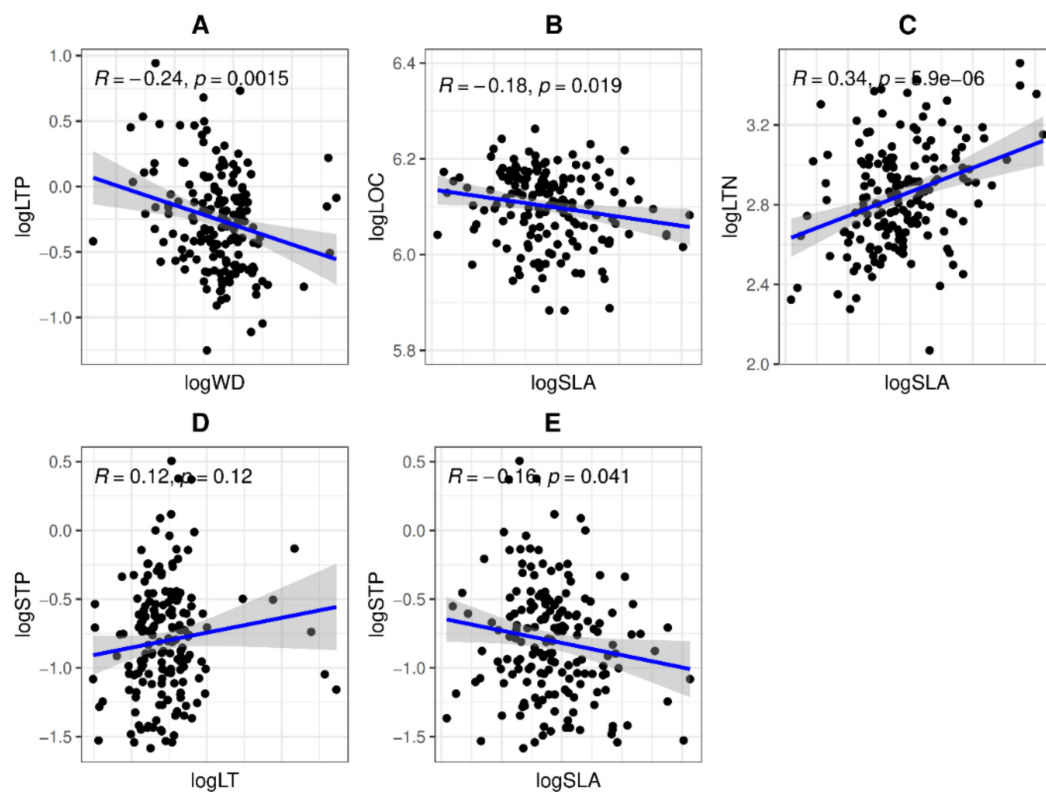 A
B
C
R = −0.24, p = 0.0015
R = −0.18, p = 0.019
R = 0.34, p = 5.9e−06
logLTP
1.0
0.5
0.0
−0.5
−1.0
logWD
logLOC
6.4
6.2
6.0
5.8
logSLA
logLTN
3.2
2.8
2.4
2.0
logSLA
D
E
R = 0.12, p = 0.12
R = −0.16, p = 0.041
logSTP
0.5
0.0
−0.5
−1.0
−1.5
logLT
logSTP
0.5
0.0
−0.5
−1.0
−1.5
logSLA